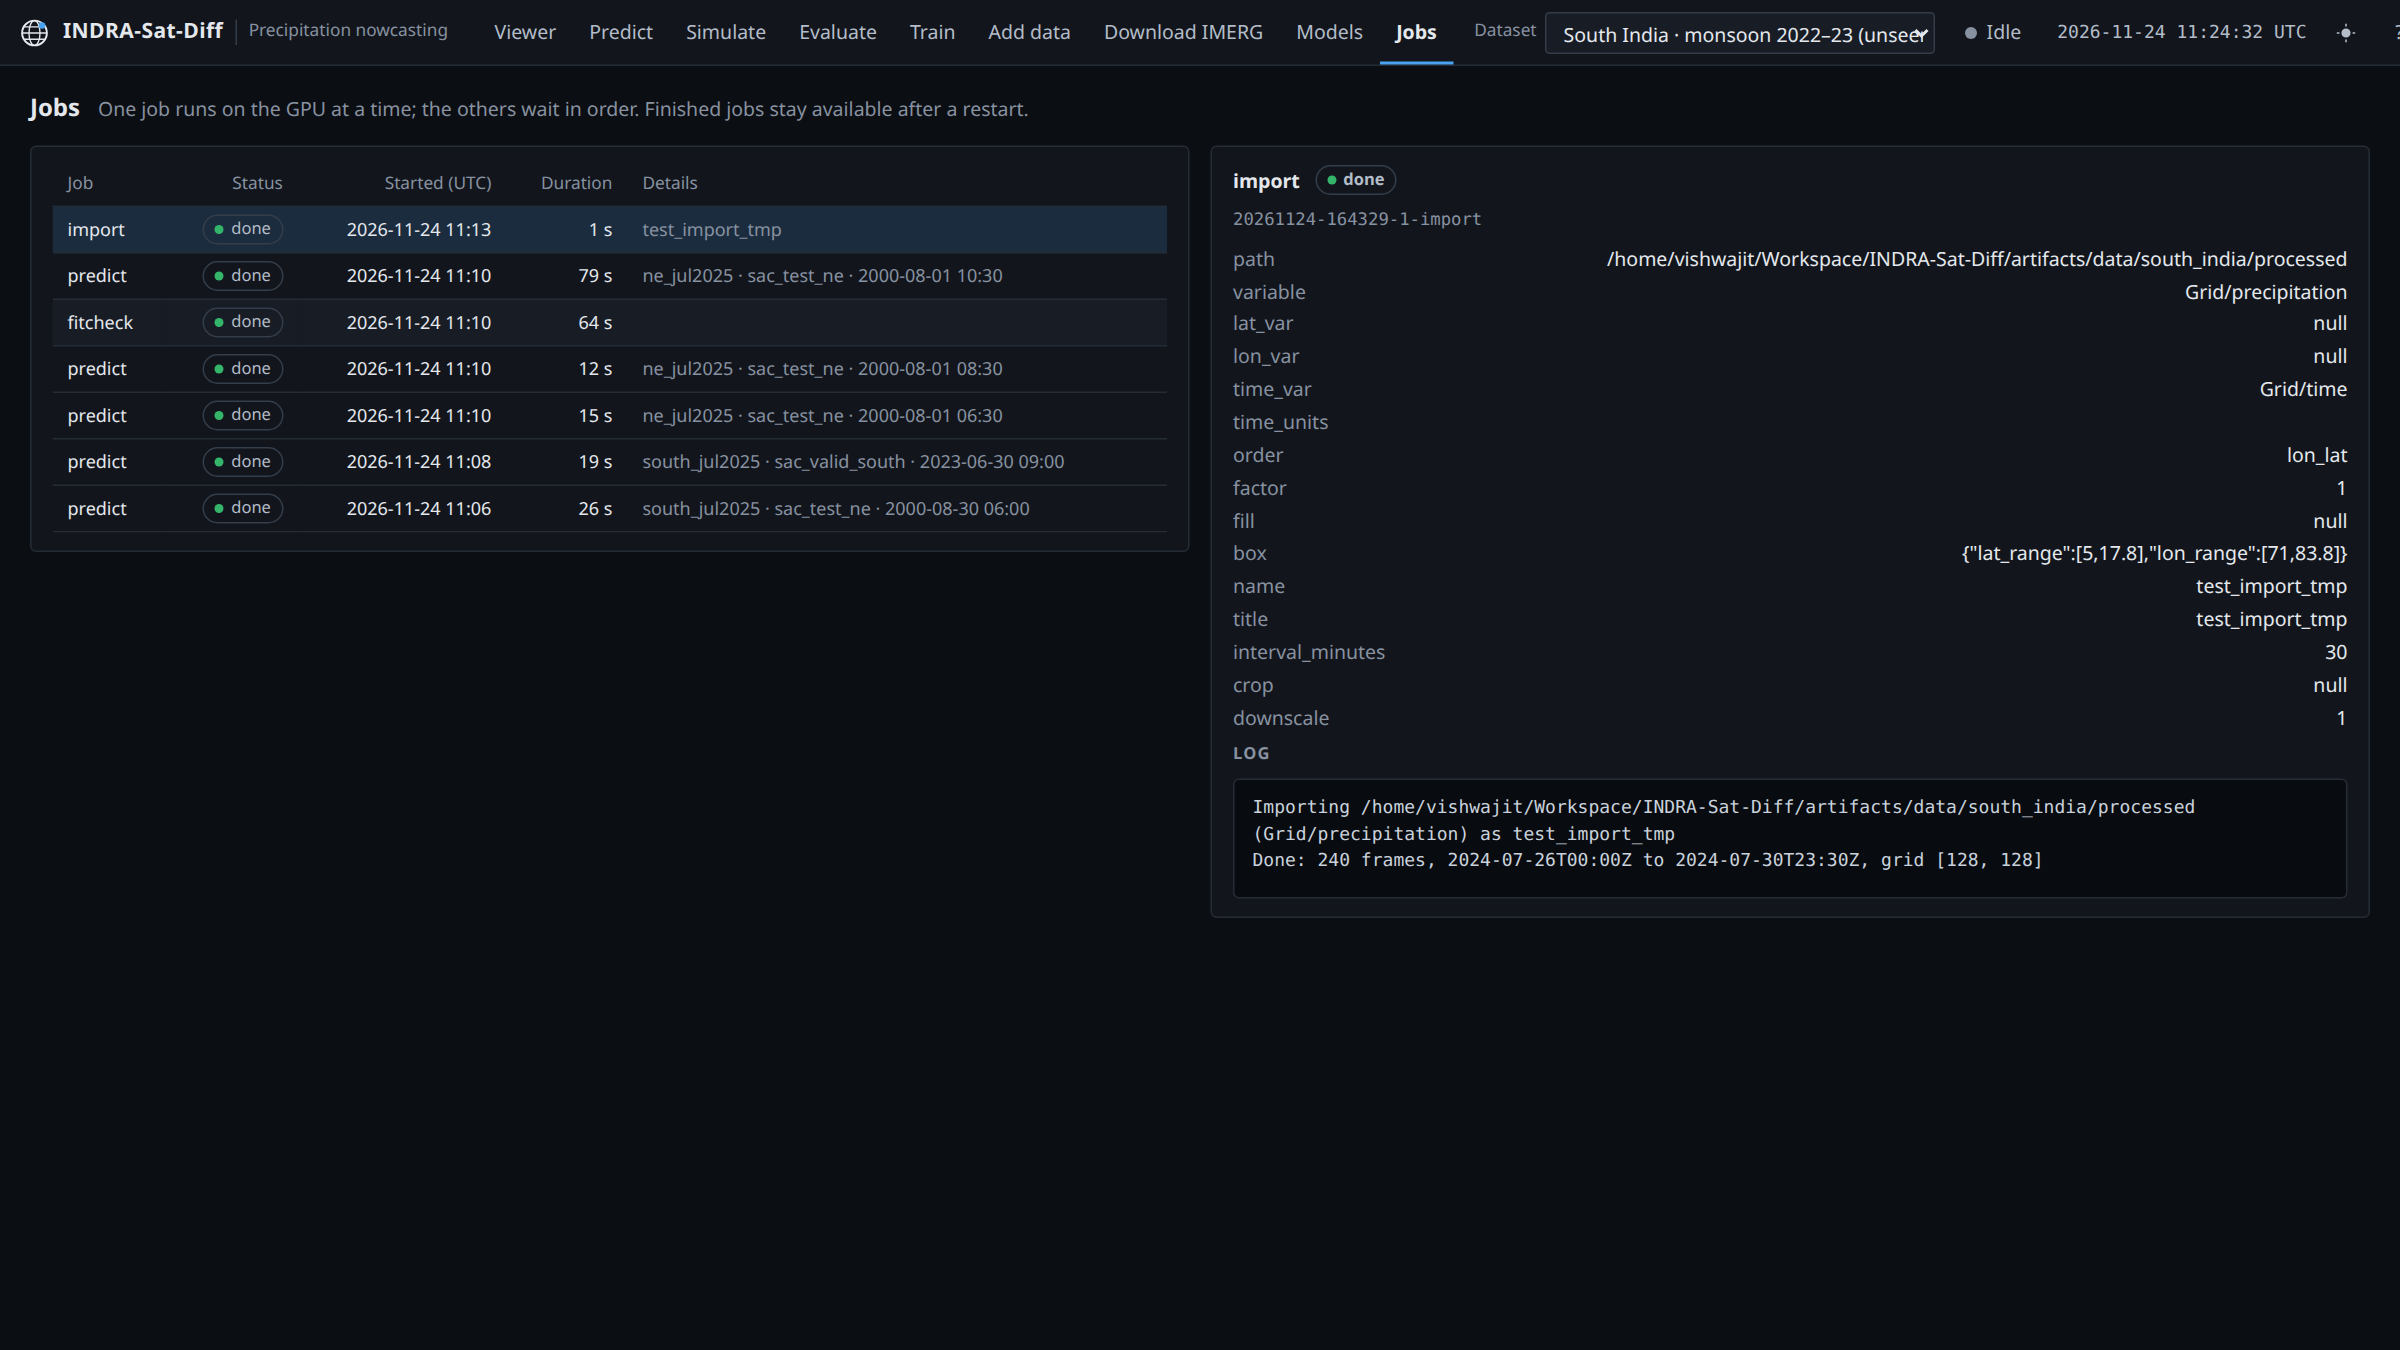 INDRA-Sat-Diff Precipitation nowcasting Viewer Predict Simulate Evaluate Train Add data Download IMERG Models Jobs Dataset South India · monsoon 2022–23 (unseen Idle 2026-11-24 11:24:32 UTC
Jobs One job runs on the GPU at a time; the others wait in order. Finished jobs stay available after a restart.
Job Status Started (UTC) Duration Details
import done 2026-11-24 11:13 1 s test_import_tmp
predict done 2026-11-24 11:10 79 s ne_jul2025 · sac_test_ne · 2000-08-01 10:30
fitcheck done 2026-11-24 11:10 64 s
predict done 2026-11-24 11:10 12 s ne_jul2025 · sac_test_ne · 2000-08-01 08:30
predict done 2026-11-24 11:10 15 s ne_jul2025 · sac_test_ne · 2000-08-01 06:30
predict done 2026-11-24 11:08 19 s south_jul2025 · sac_valid_south · 2023-06-30 09:00
predict done 2026-11-24 11:06 26 s south_jul2025 · sac_test_ne · 2000-08-30 06:00
import done
20261124-164329-1-import
path /home/vishwajit/Workspace/INDRA-Sat-Diff/artifacts/data/south_india/processed
variable Grid/precipitation
lat_var null
lon_var null
time_var Grid/time
time_units
order lon_lat
factor 1
fill null
box {"lat_range":[5,17.8],"lon_range":[71,83.8]}
name test_import_tmp
title test_import_tmp
interval_minutes 30
crop null
downscale 1
LOG
Importing /home/vishwajit/Workspace/INDRA-Sat-Diff/artifacts/data/south_india/processed
(Grid/precipitation) as test_import_tmp
Done: 240 frames, 2024-07-26T00:00Z to 2024-07-30T23:30Z, grid [128, 128]